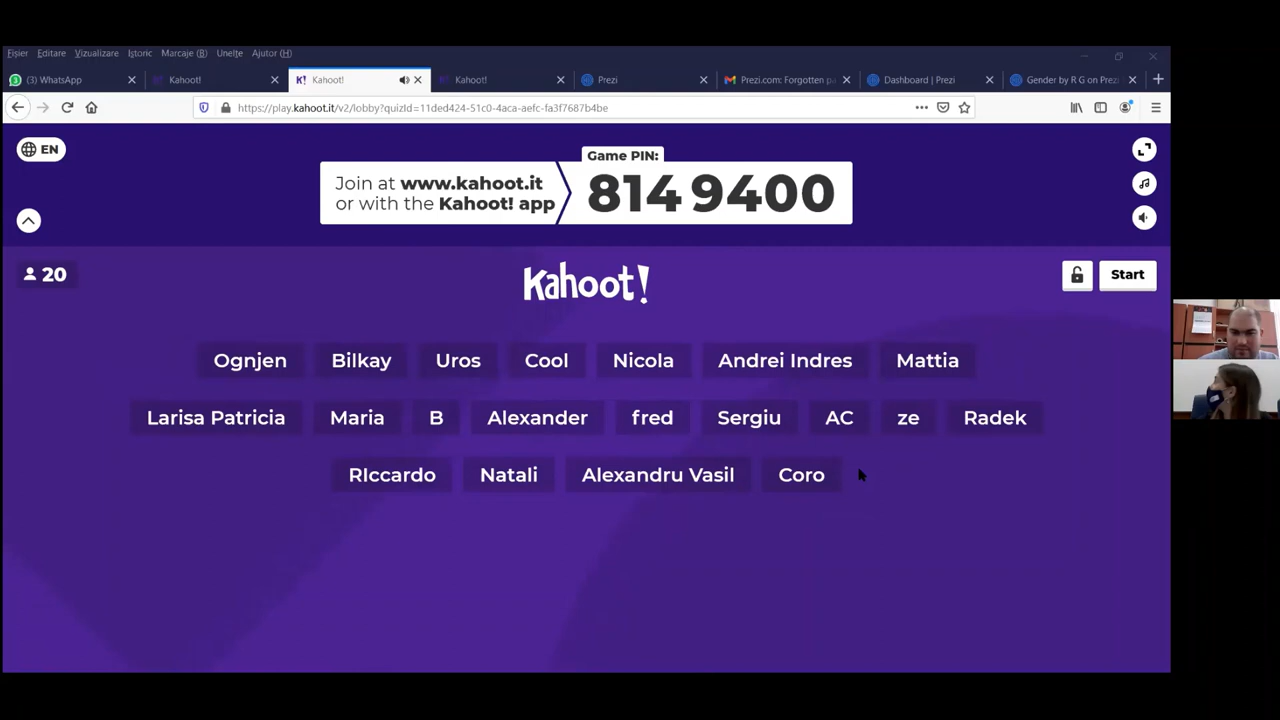 Fișier Editare Vizualizare Istoric Marcaje (B) Unelte Ajutor (H)
(3) WhatsApp Kahoot! Kahoot! Kahoot! Prezi Prezi.com: Forgotten pa Dashboard | Prezi Gender by R G on Prez
https://play.kahoot.it/v2/lobby?quizId=11ded424-51c0-4aca-aefc-fa3f7687b4be
EN
Game PIN:
Join at www.kahoot.it
or with the Kahoot! app
814 9400
20
Kahoot!
Start
Ognjen Bilkay Uros Cool Nicola Andrei Indres Mattia
Larisa Patricia Maria B Alexander fred Sergiu AC ze Radek
RIccardo Natali Alexandru Vasil Coro